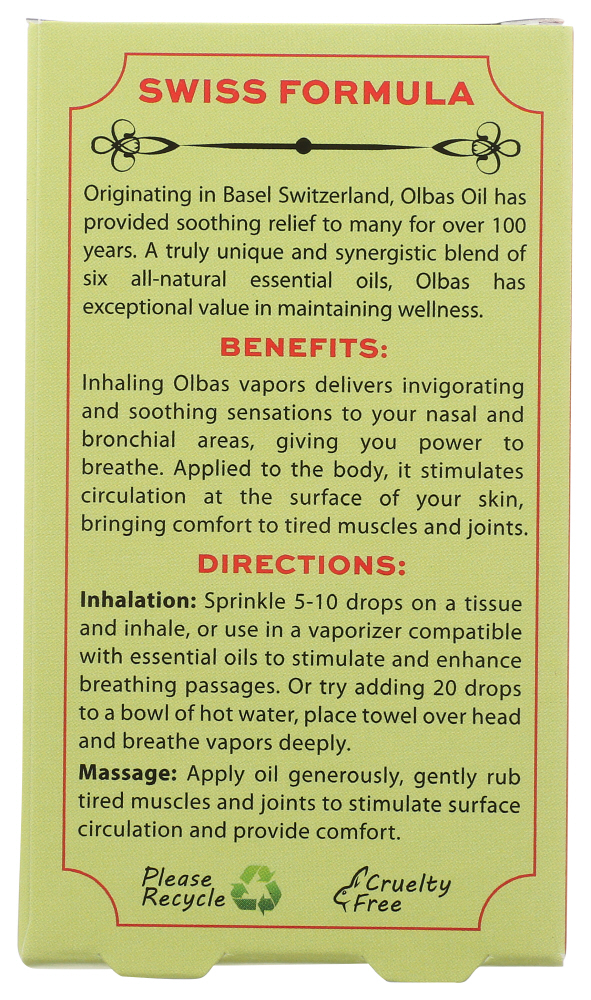 SWISS FORMULA
Originating in Basel Switzerland, Olbas Oil has
provided soothing relief to many for over 100
years. A truly unique and synergistic blend of
six all-natural essential oils, Olbas has
exceptional value in maintaining wellness.
BENEFITS:
Inhaling Olbas vapors delivers invigorating
and soothing sensations to your nasal and
bronchial areas, giving you power to
breathe. Applied to the body, it stimulates
circulation at the surface of your skin,
bringing comfort to tired muscles and joints.
DIRECTIONS:
Inhalation: Sprinkle 5-10 drops on a tissue
and inhale, or use in a vaporizer compatible
with essential oils to stimulate and enhance
breathing passages. Or try adding 20 drops
to a bowl of hot water, place towel over head
and breathe vapors deeply.
Massage: Apply oil generously, gently rub
tired muscles and joints to stimulate surface
circulation and provide comfort.
Please
Recycle
Cruelty
Free